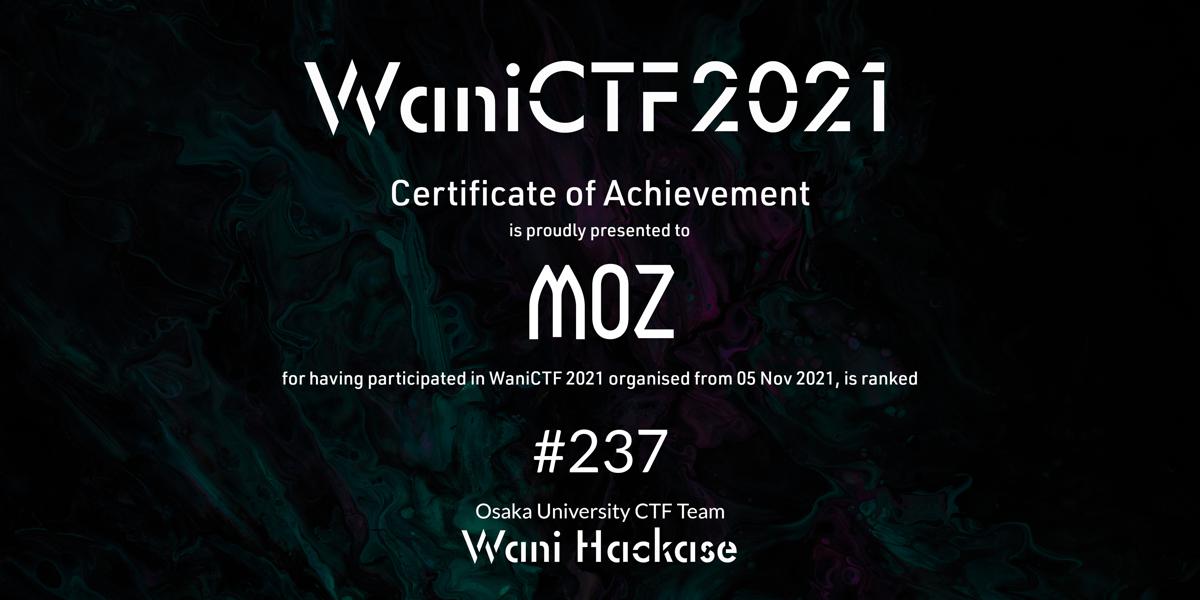 WaniCTF2021
Certificate of Achievement
is proudly presented to
MOZ
for having participated in WaniCTF 2021 organised from 05 Nov 2021, is ranked
#237
Osaka University CTF Team
Wani Hackase